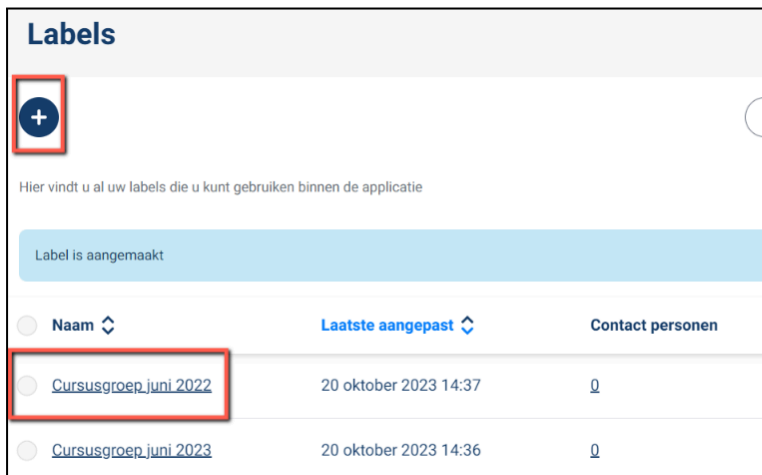 Labels
+
Hier vindt u al uw labels die u kunt gebruiken binnen de applicatie
Label is aangemaakt
Naam Laatste aangepast Contact personen
Cursusgroep juni 2022 20 oktober 2023 14:37 0
Cursusgroep juni 2023 20 oktober 2023 14:36 0